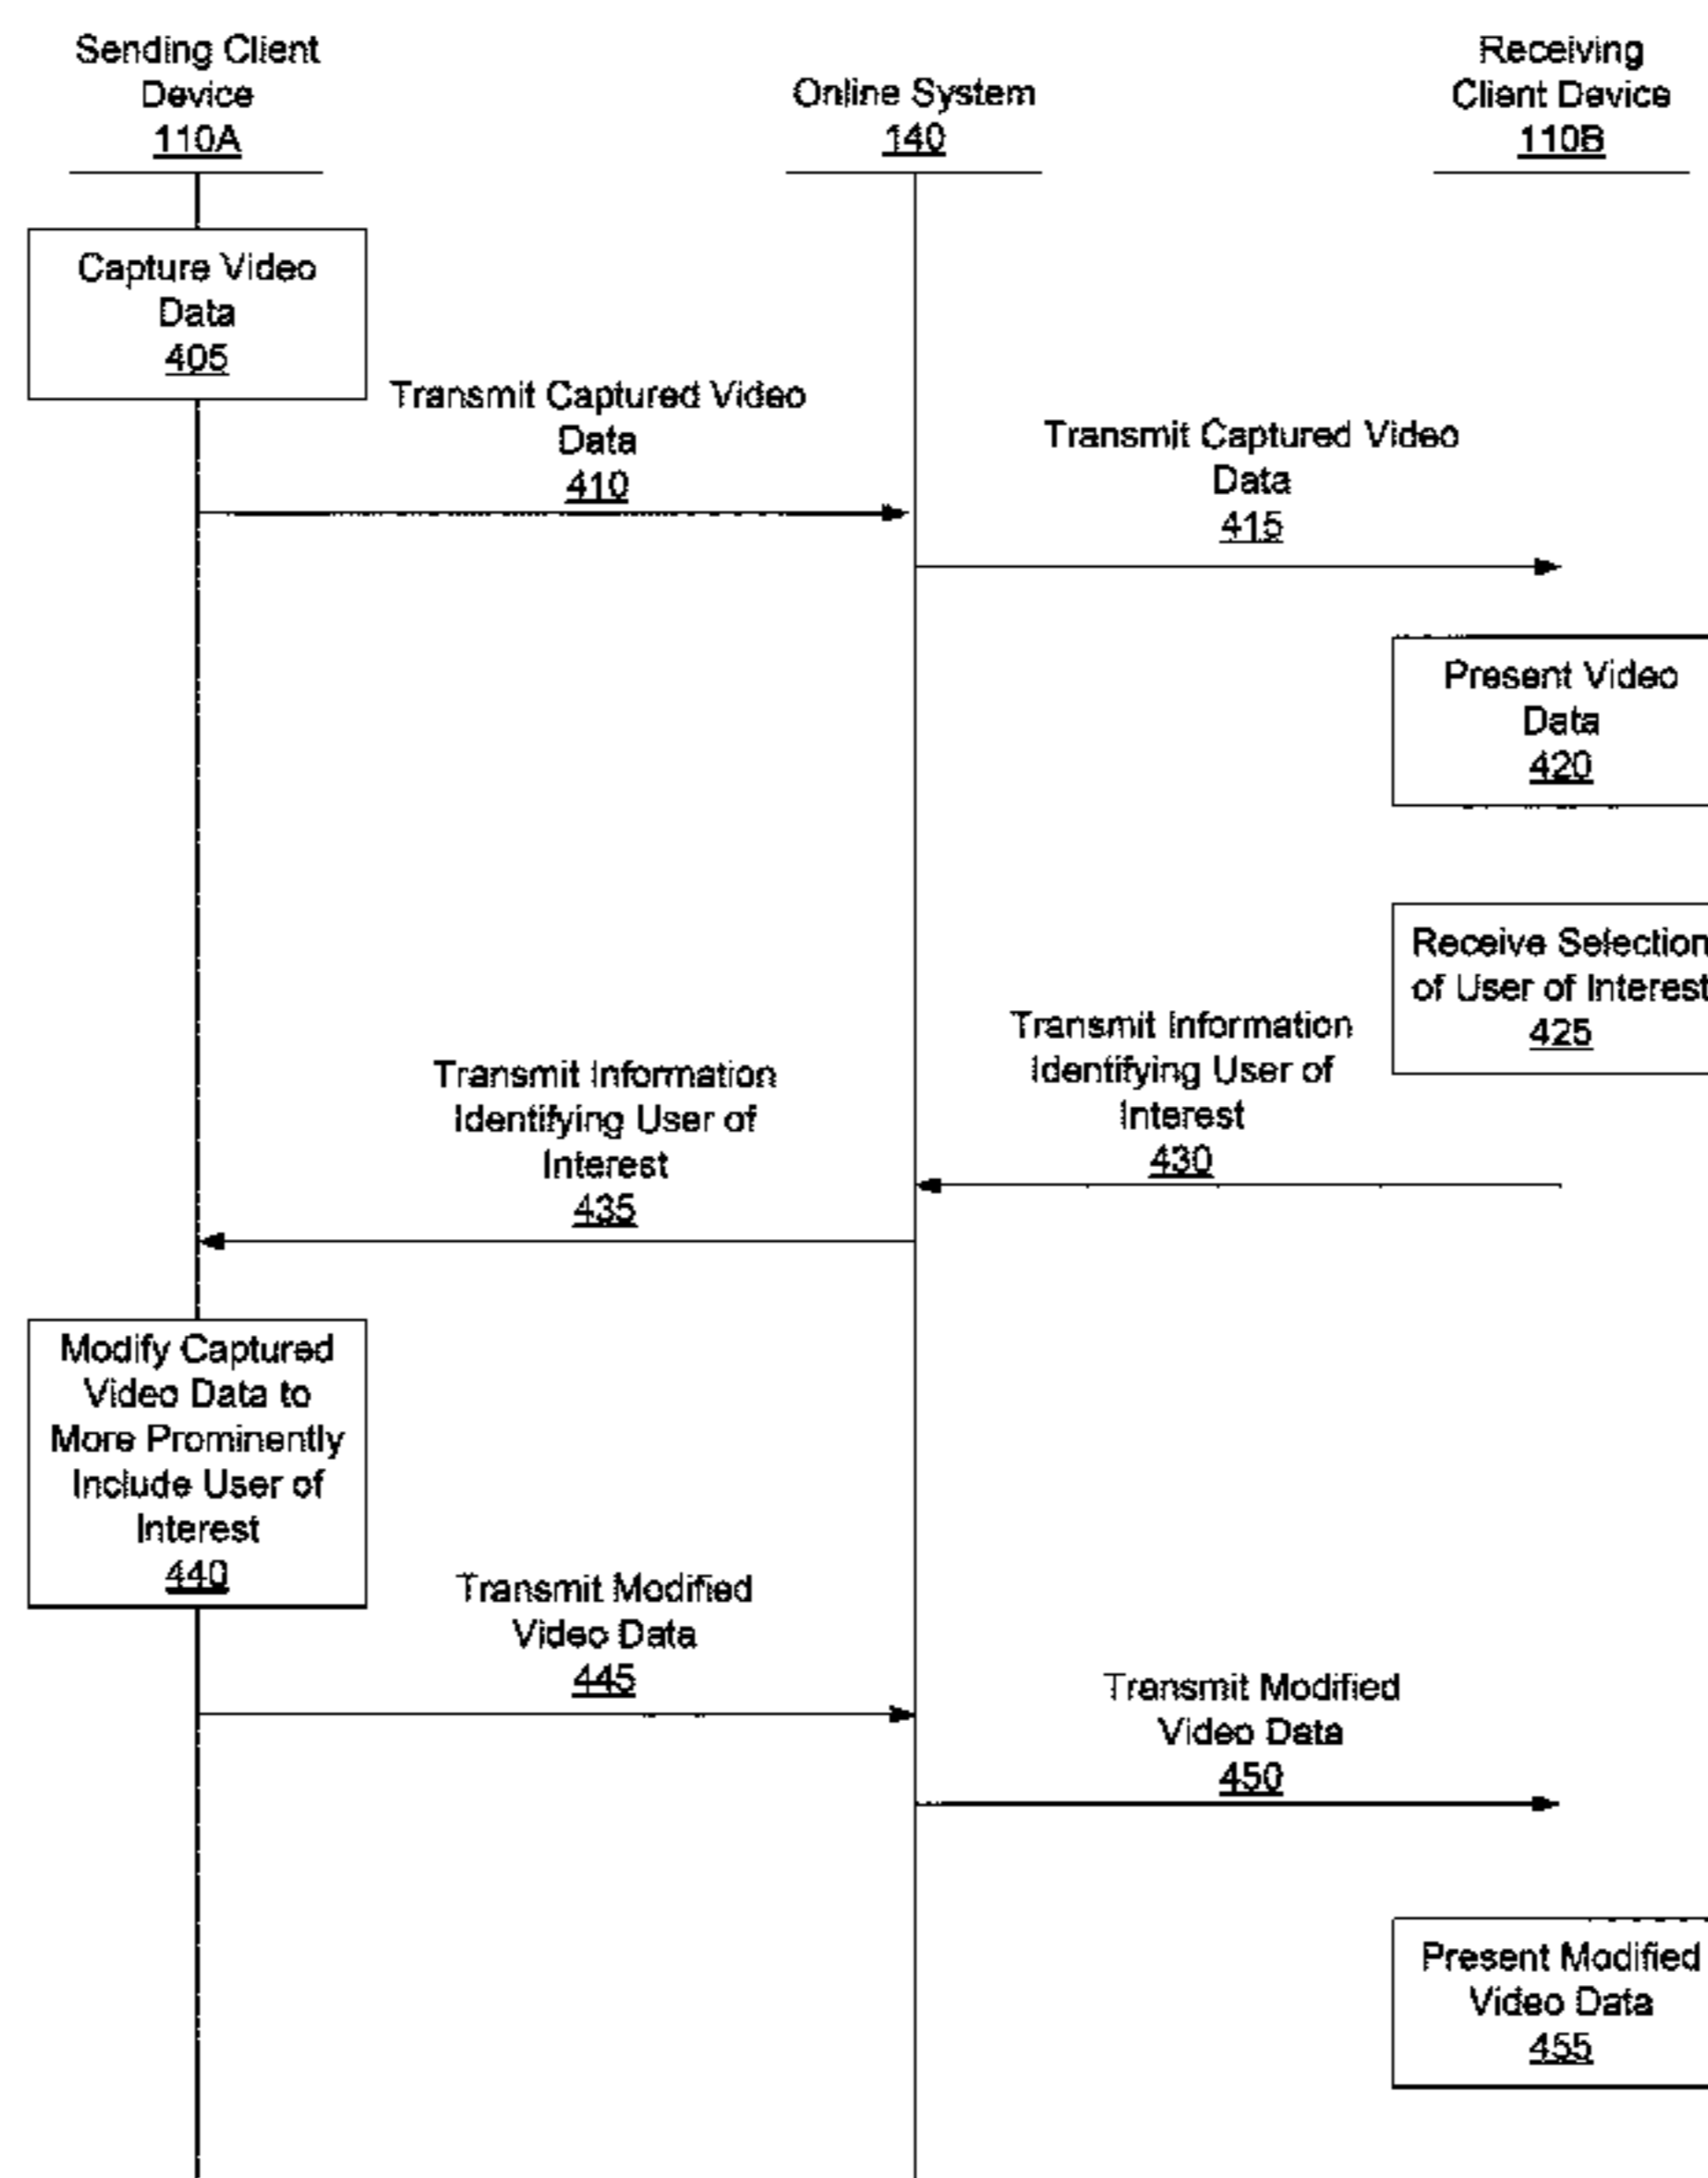 Sending Client
Device
110A
Online System
140
Receiving
Client Device
110B
Capture Video
Data
405
Transmit Captured Video
Data
410
Transmit Captured Video
Data
415
Present Video
Data
420
Receive Selection
of User of Interest
425
Transmit Information
Identifying User of
Interest
430
Transmit Information
Identifying User of
Interest
435
Modify Captured
Video Data to
More Prominently
Include User of
Interest
440
Transmit Modified
Video Data
445
Transmit Modified
Video Data
450
Present Modified
Video Data
455